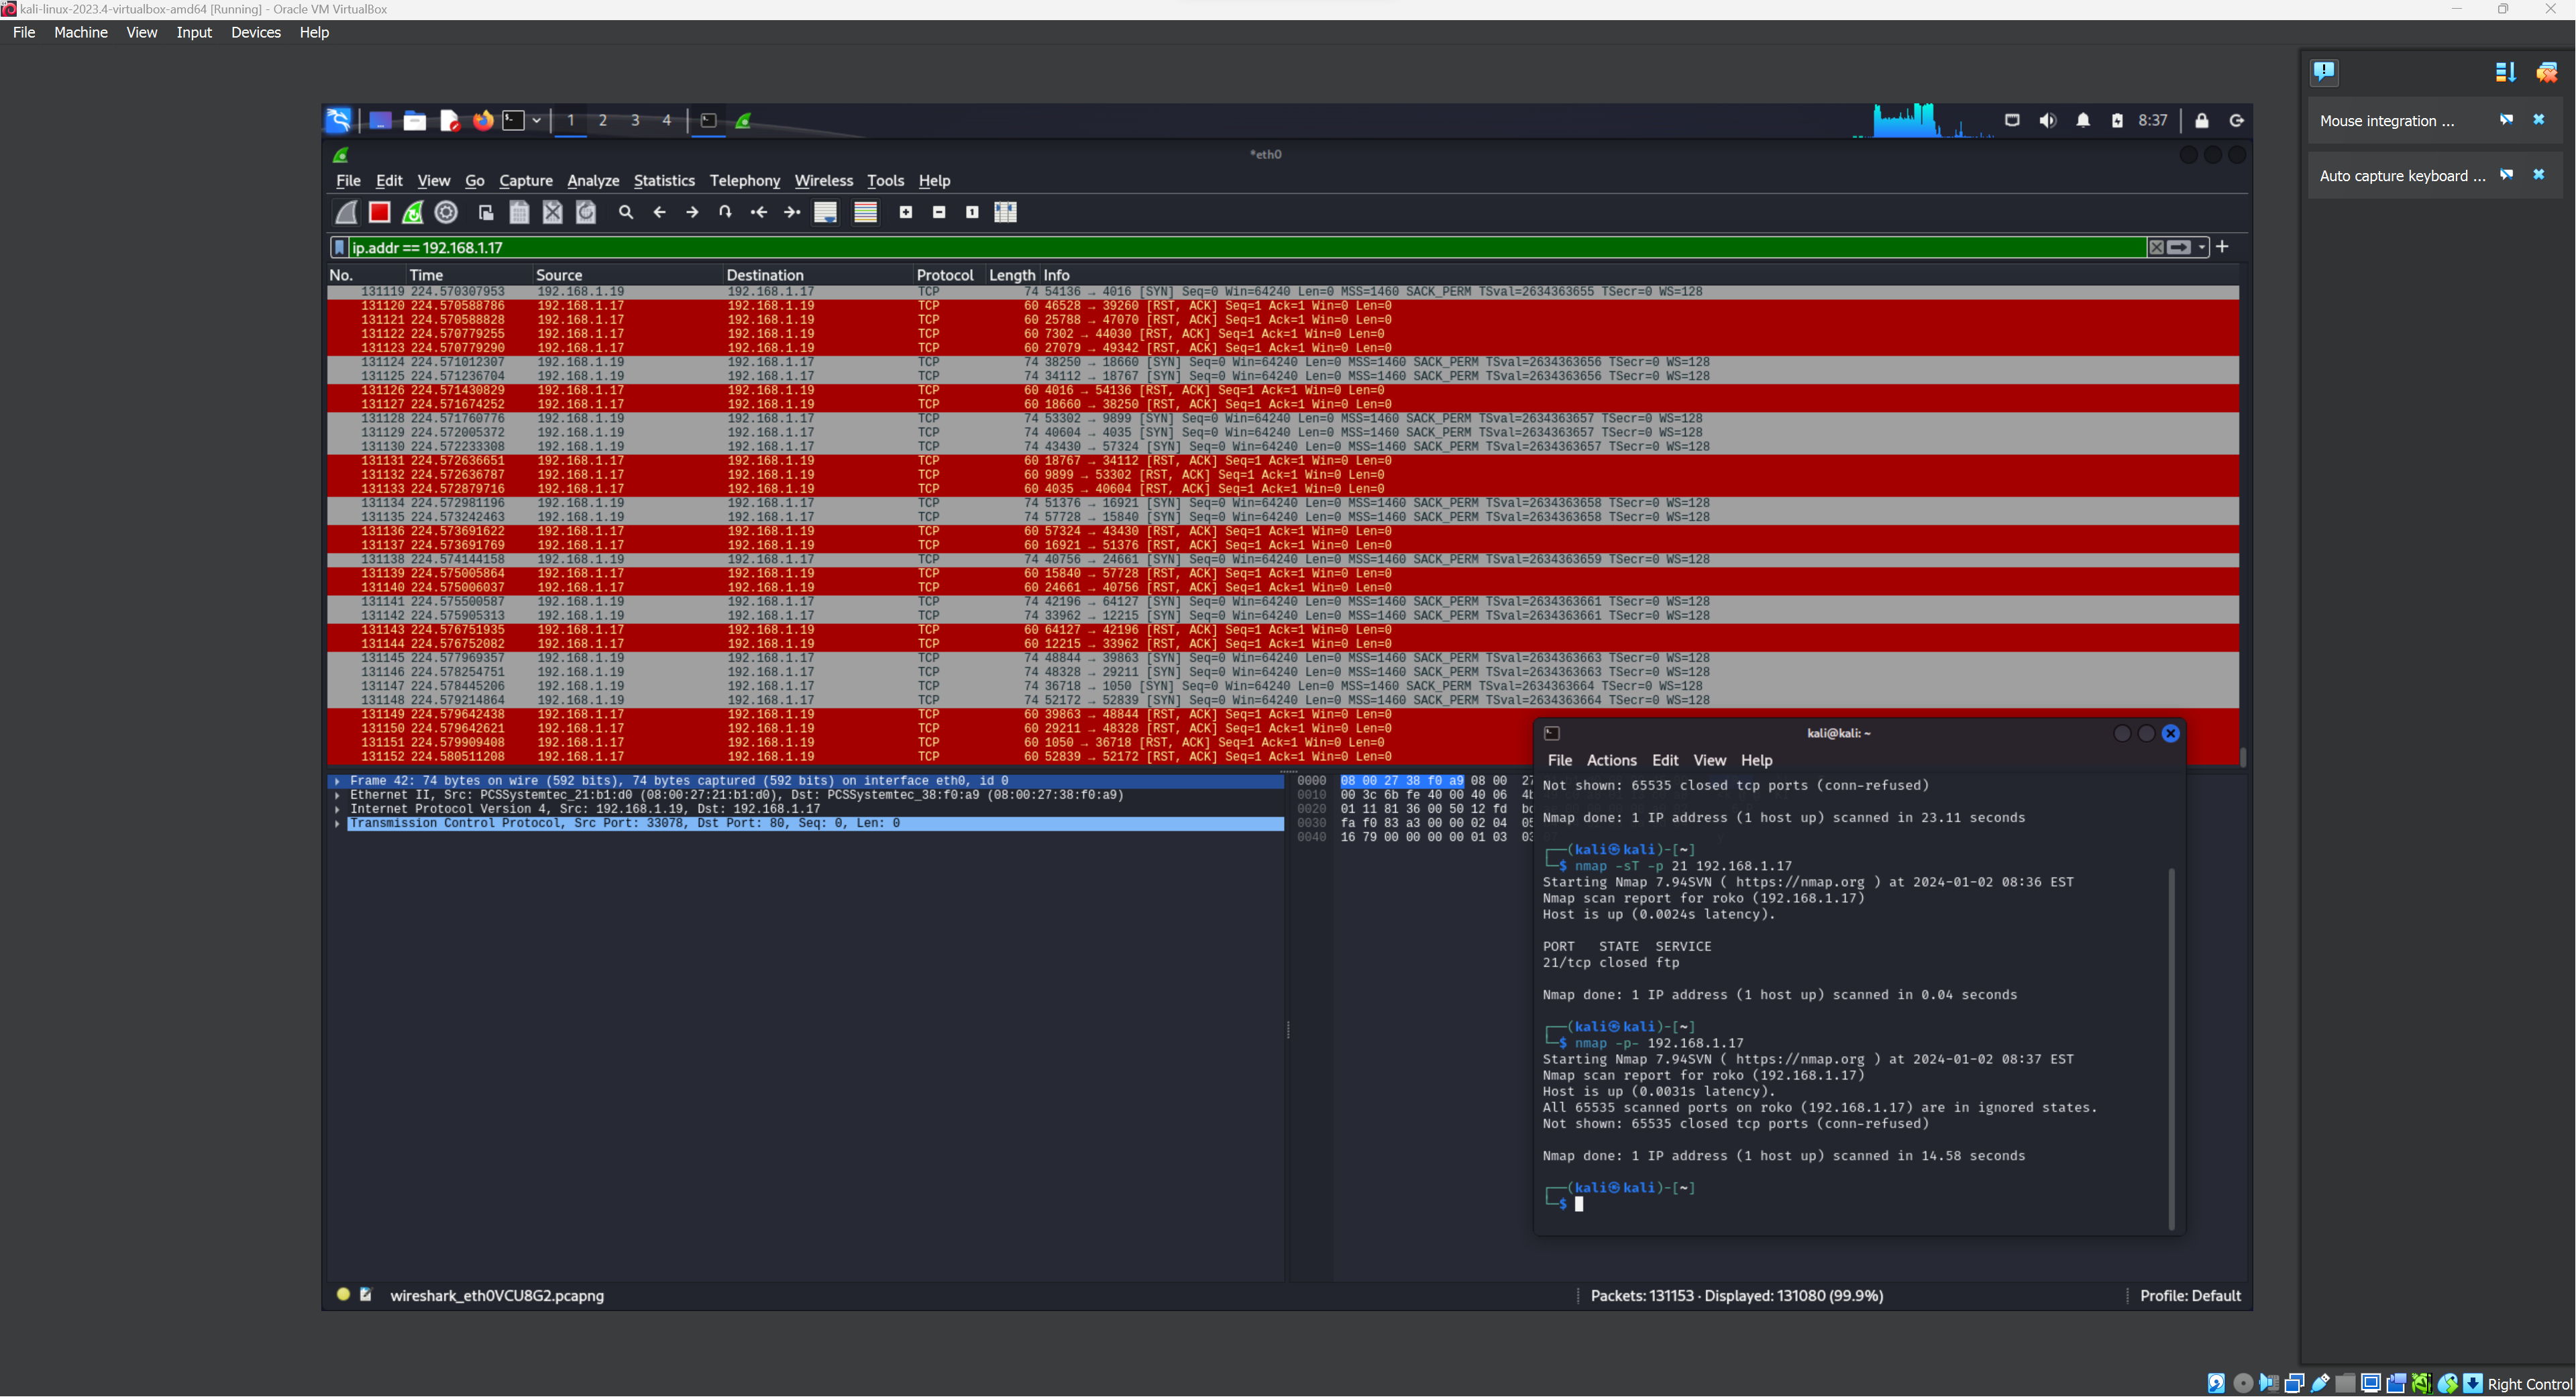 kali-linux-2023.4-virtualbox-amd64 [Running] - Oracle VM VirtualBox
File Machine View Input Devices Help
1 2 3 4 8:37
Mouse integration ...
Auto capture keyboard ...
*eth0
File Edit View Go Capture Analyze Statistics Telephony Wireless Tools Help
ip.addr == 192.168.1.17
No. Time Source Destination Protocol Length Info
131119 224.570307953 192.168.1.19 192.168.1.17 TCP 74 54136 → 4016 [SYN] Seq=0 Win=64240 Len=0 MSS=1460 SACK_PERM TSval=2634363655 TSecr=0 WS=128
131120 224.570588786 192.168.1.17 192.168.1.19 TCP 60 46528 → 39260 [RST, ACK] Seq=1 Ack=1 Win=0 Len=0
131121 224.570588828 192.168.1.17 192.168.1.19 TCP 60 25788 → 47070 [RST, ACK] Seq=1 Ack=1 Win=0 Len=0
131122 224.570779255 192.168.1.17 192.168.1.19 TCP 60 7302 → 44030 [RST, ACK] Seq=1 Ack=1 Win=0 Len=0
131123 224.570779290 192.168.1.17 192.168.1.19 TCP 60 27079 → 49342 [RST, ACK] Seq=1 Ack=1 Win=0 Len=0
131124 224.571012307 192.168.1.19 192.168.1.17 TCP 74 38250 → 18660 [SYN] Seq=0 Win=64240 Len=0 MSS=1460 SACK_PERM TSval=2634363656 TSecr=0 WS=128
131125 224.571236704 192.168.1.19 192.168.1.17 TCP 74 34112 → 18767 [SYN] Seq=0 Win=64240 Len=0 MSS=1460 SACK_PERM TSval=2634363656 TSecr=0 WS=128
131126 224.571430829 192.168.1.17 192.168.1.19 TCP 60 4016 → 54136 [RST, ACK] Seq=1 Ack=1 Win=0 Len=0
131127 224.571674252 192.168.1.17 192.168.1.19 TCP 60 18660 → 38250 [RST, ACK] Seq=1 Ack=1 Win=0 Len=0
131128 224.571760776 192.168.1.19 192.168.1.17 TCP 74 53302 → 9899 [SYN] Seq=0 Win=64240 Len=0 MSS=1460 SACK_PERM TSval=2634363657 TSecr=0 WS=128
131129 224.572005372 192.168.1.19 192.168.1.17 TCP 74 40604 → 4035 [SYN] Seq=0 Win=64240 Len=0 MSS=1460 SACK_PERM TSval=2634363657 TSecr=0 WS=128
131130 224.572233308 192.168.1.19 192.168.1.17 TCP 74 43430 → 57324 [SYN] Seq=0 Win=64240 Len=0 MSS=1460 SACK_PERM TSval=2634363657 TSecr=0 WS=128
131131 224.572636651 192.168.1.17 192.168.1.19 TCP 60 18767 → 34112 [RST, ACK] Seq=1 Ack=1 Win=0 Len=0
131132 224.572636787 192.168.1.17 192.168.1.19 TCP 60 9899 → 53302 [RST, ACK] Seq=1 Ack=1 Win=0 Len=0
131133 224.572879716 192.168.1.17 192.168.1.19 TCP 60 4035 → 40604 [RST, ACK] Seq=1 Ack=1 Win=0 Len=0
131134 224.572981196 192.168.1.19 192.168.1.17 TCP 74 51376 → 16921 [SYN] Seq=0 Win=64240 Len=0 MSS=1460 SACK_PERM TSval=2634363658 TSecr=0 WS=128
131135 224.573242463 192.168.1.19 192.168.1.17 TCP 74 57728 → 15840 [SYN] Seq=0 Win=64240 Len=0 MSS=1460 SACK_PERM TSval=2634363658 TSecr=0 WS=128
131136 224.573691622 192.168.1.17 192.168.1.19 TCP 60 57324 → 43430 [RST, ACK] Seq=1 Ack=1 Win=0 Len=0
131137 224.573691769 192.168.1.17 192.168.1.19 TCP 60 16921 → 51376 [RST, ACK] Seq=1 Ack=1 Win=0 Len=0
131138 224.574144158 192.168.1.19 192.168.1.17 TCP 74 40756 → 24661 [SYN] Seq=0 Win=64240 Len=0 MSS=1460 SACK_PERM TSval=2634363659 TSecr=0 WS=128
131139 224.575005864 192.168.1.17 192.168.1.19 TCP 60 15840 → 57728 [RST, ACK] Seq=1 Ack=1 Win=0 Len=0
131140 224.575006037 192.168.1.17 192.168.1.19 TCP 60 24661 → 40756 [RST, ACK] Seq=1 Ack=1 Win=0 Len=0
131141 224.575500587 192.168.1.19 192.168.1.17 TCP 74 42196 → 64127 [SYN] Seq=0 Win=64240 Len=0 MSS=1460 SACK_PERM TSval=2634363661 TSecr=0 WS=128
131142 224.575905313 192.168.1.19 192.168.1.17 TCP 74 33962 → 12215 [SYN] Seq=0 Win=64240 Len=0 MSS=1460 SACK_PERM TSval=2634363661 TSecr=0 WS=128
131143 224.576751935 192.168.1.17 192.168.1.19 TCP 60 64127 → 42196 [RST, ACK] Seq=1 Ack=1 Win=0 Len=0
131144 224.576752082 192.168.1.17 192.168.1.19 TCP 60 12215 → 33962 [RST, ACK] Seq=1 Ack=1 Win=0 Len=0
131145 224.577969357 192.168.1.19 192.168.1.17 TCP 74 48844 → 39863 [SYN] Seq=0 Win=64240 Len=0 MSS=1460 SACK_PERM TSval=2634363663 TSecr=0 WS=128
131146 224.578254751 192.168.1.19 192.168.1.17 TCP 74 48328 → 29211 [SYN] Seq=0 Win=64240 Len=0 MSS=1460 SACK_PERM TSval=2634363663 TSecr=0 WS=128
131147 224.578445206 192.168.1.19 192.168.1.17 TCP 74 36718 → 1050 [SYN] Seq=0 Win=64240 Len=0 MSS=1460 SACK_PERM TSval=2634363664 TSecr=0 WS=128
131148 224.579214864 192.168.1.19 192.168.1.17 TCP 74 52172 → 52839 [SYN] Seq=0 Win=64240 Len=0 MSS=1460 SACK_PERM TSval=2634363664 TSecr=0 WS=128
131149 224.579642438 192.168.1.17 192.168.1.19 TCP 60 39863 → 48844 [RST, ACK] Seq=1 Ack=1 Win=0 Len=0
131150 224.579642621 192.168.1.17 192.168.1.19 TCP 60 29211 → 48328 [RST, ACK] Seq=1 Ack=1 Win=0 Len=0
131151 224.579909408 192.168.1.17 192.168.1.19 TCP 60 1050 → 36718 [RST, ACK] Seq=1 Ack=1 Win=0 Len=0
131152 224.580511208 192.168.1.17 192.168.1.19 TCP 60 52839 → 52172 [RST, ACK] Seq=1 Ack=1 Win=0 Len=0
Frame 42: 74 bytes on wire (592 bits), 74 bytes captured (592 bits) on interface eth0, id 0
Ethernet II, Src: PCSSystemtec_21:b1:d0 (08:00:27:21:b1:d0), Dst: PCSSystemtec_38:f0:a9 (08:00:27:38:f0:a9)
Internet Protocol Version 4, Src: 192.168.1.19, Dst: 192.168.1.17
Transmission Control Protocol, Src Port: 33078, Dst Port: 80, Seq: 0, Len: 0
0000 08 00 27 38 f0 a9 08 00 27
0010 00 3c 6b fe 40 00 40 06
0020 01 11 81 36 00 50 12 fd
0030 fa f0 83 a3 00 00 02 04
0040 16 79 00 00 00 00 01 03
kali@kali: ~
File Actions Edit View Help
Not shown: 65535 closed tcp ports (conn-refused)
Nmap done: 1 IP address (1 host up) scanned in 23.11 seconds
(kali㉿kali)-[~]
$ nmap -sT -p 21 192.168.1.17
Starting Nmap 7.94SVN ( https://nmap.org ) at 2024-01-02 08:36 EST
Nmap scan report for roko (192.168.1.17)
Host is up (0.0024s latency).
PORT STATE SERVICE
21/tcp closed ftp
Nmap done: 1 IP address (1 host up) scanned in 0.04 seconds
(kali㉿kali)-[~]
$ nmap -p- 192.168.1.17
Starting Nmap 7.94SVN ( https://nmap.org ) at 2024-01-02 08:37 EST
Nmap scan report for roko (192.168.1.17)
Host is up (0.0031s latency).
All 65535 scanned ports on roko (192.168.1.17) are in ignored states.
Not shown: 65535 closed tcp ports (conn-refused)
Nmap done: 1 IP address (1 host up) scanned in 14.58 seconds
(kali㉿kali)-[~]
$
wireshark_eth0VCU8G2.pcapng
Packets: 131153 · Displayed: 131080 (99.9%)
Profile: Default
Right Control